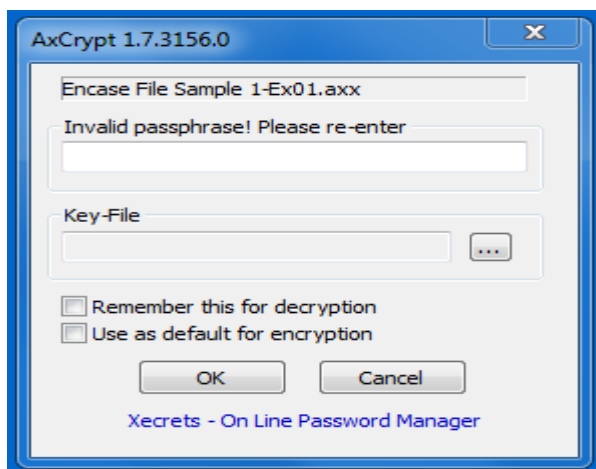 AxCrypt 1.7.3156.0
Encase File Sample 1-Ex01.axx
Invalid passphrase! Please re-enter
Key-File
...
Remember this for decryption
Use as default for encryption
OK Cancel
Xecrets - On Line Password Manager